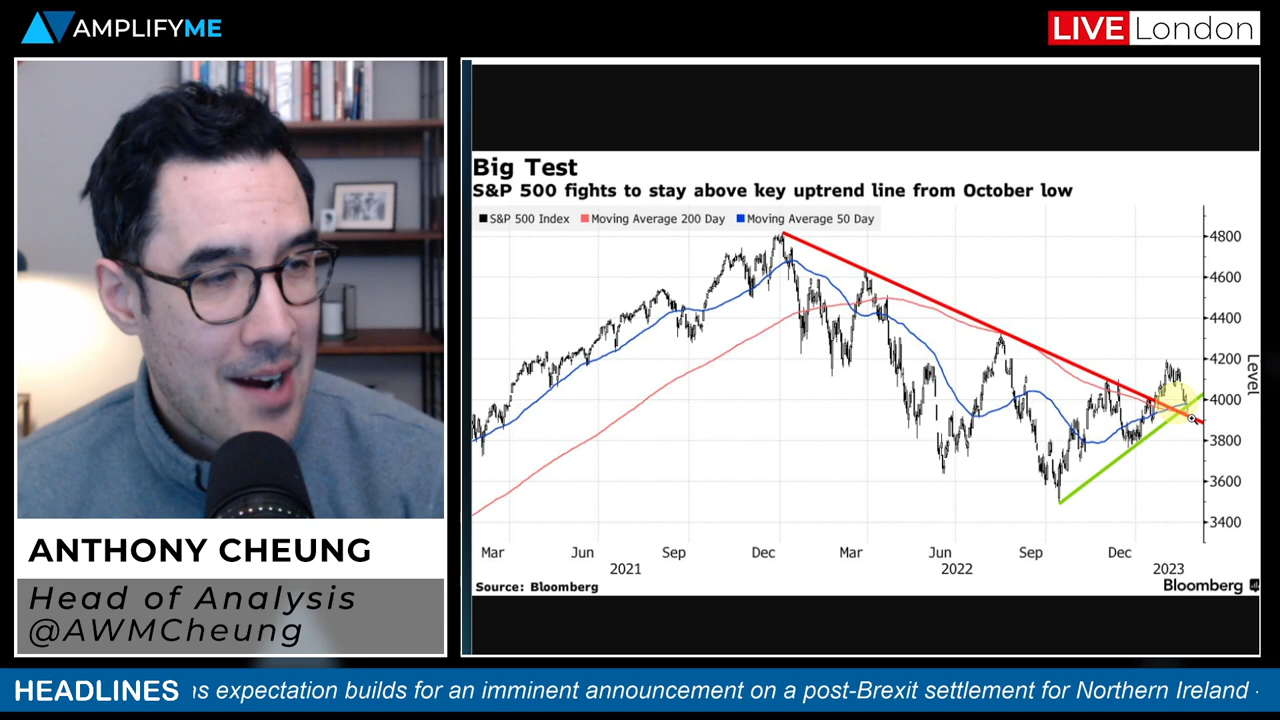 AMPLIFYME
LIVE London
Big Test
S&P 500 fights to stay above key uptrend line from October low
S&P 500 Index Moving Average 200 Day Moving Average 50 Day
4800
4600
4400
4200
4000
3800
3600
3400
Level
Mar Jun Sep Dec Mar Jun Sep Dec
2021 2022 2023
Source: Bloomberg
Bloomberg
ANTHONY CHEUNG
Head of Analysis
@AWMCheung
HEADLINES expectation builds for an imminent announcement on a post-Brexit settlement for Northern Ireland